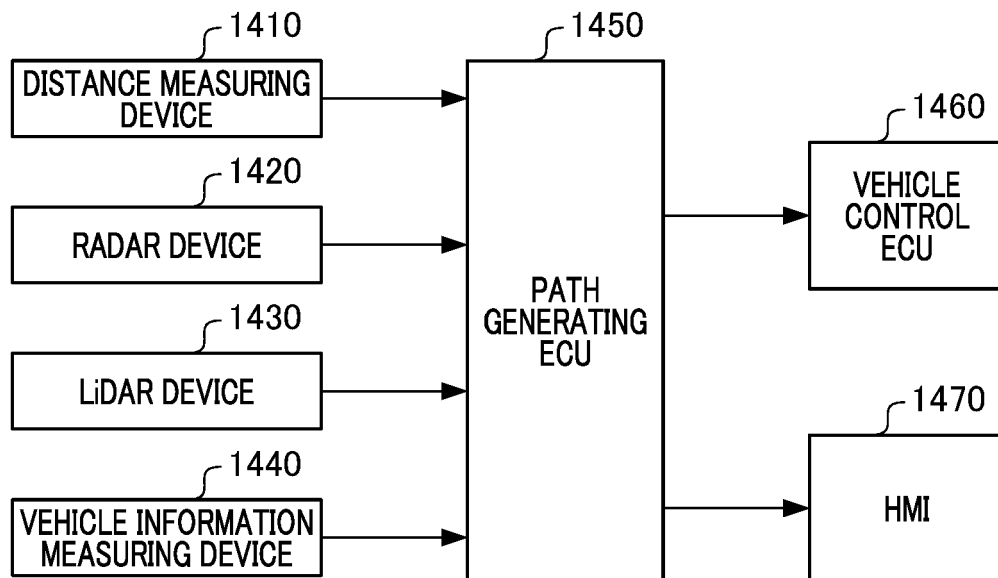 1410
DISTANCE MEASURING
DEVICE
1420
RADAR DEVICE
1430
LiDAR DEVICE
1440
VEHICLE INFORMATION
MEASURING DEVICE
1450
PATH
GENERATING
ECU
1460
VEHICLE
CONTROL
ECU
1470
HMI